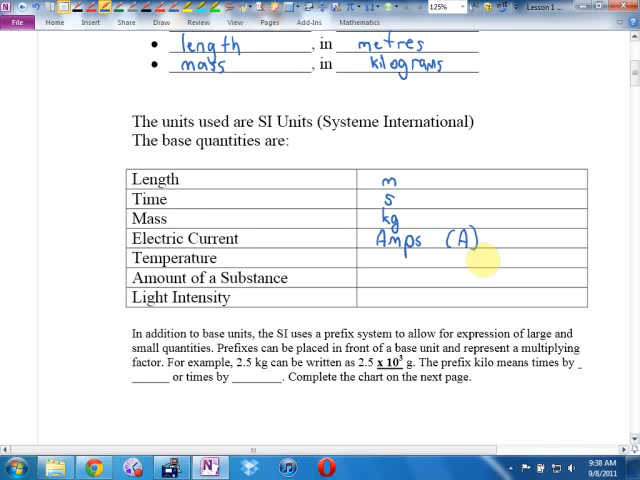 File Home Insert Share Draw Review View Add-Ins Mathematics
125%
Lesson 1
• length , in metres
• mass , in kilograms
The units used are SI Units (Systeme International)
The base quantities are:
Length m
Time s
Mass kg
Electric Current Amps (A)
Temperature
Amount of a Substance
Light Intensity
In addition to base units, the SI uses a prefix system to allow for expression of large and
small quantities. Prefixes can be placed in front of a base unit and represent a multiplying
factor. For example, 2.5 kg can be written as 2.5 x 10³ g. The prefix kilo means times by _
______ or times by ________. Complete the chart on the next page.
9:38 AM
9/8/2011